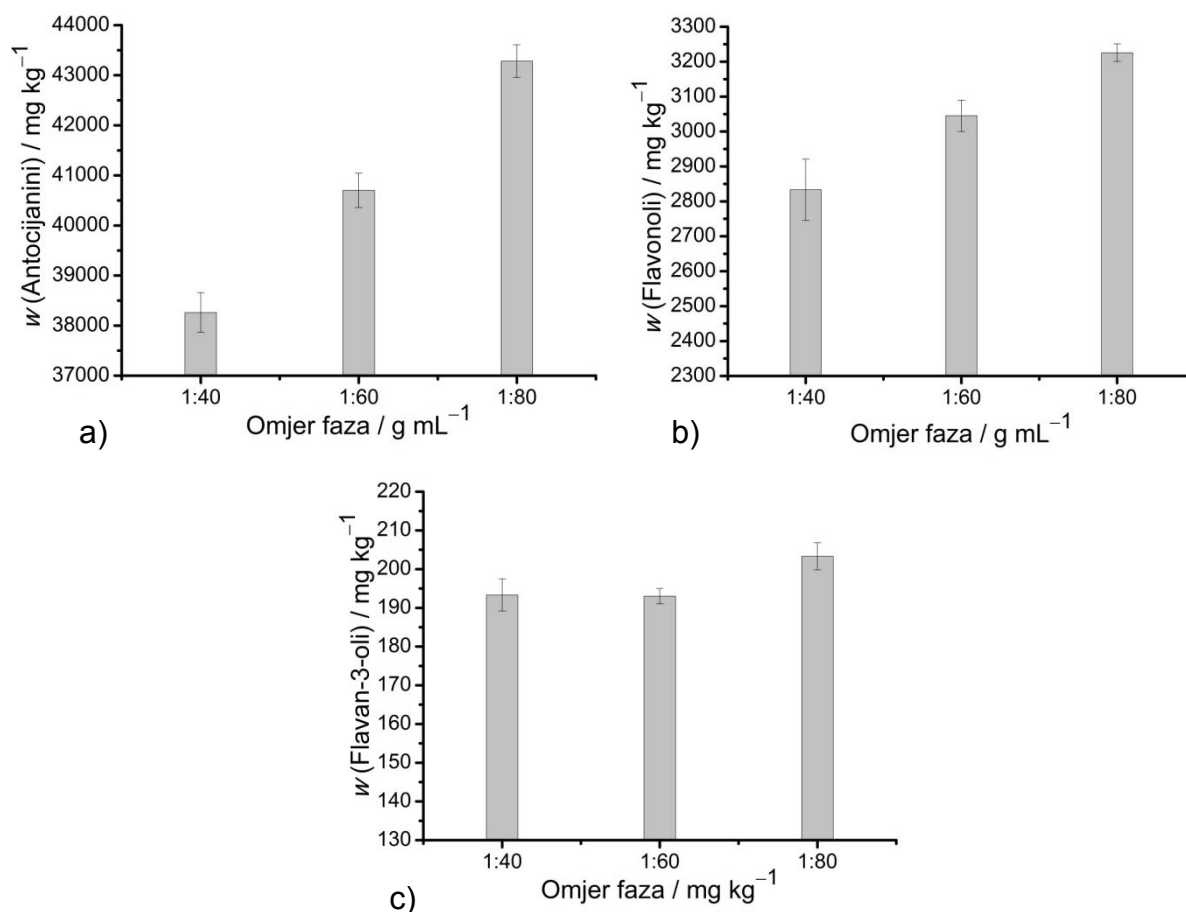 w (Antocijanini) / mg kg⁻¹
44000
43000
42000
41000
40000
39000
38000
37000
1:40 1:60 1:80
Omjer faza / g mL⁻¹
a)
w (Flavonoli) / mg kg⁻¹
3300
3200
3100
3000
2900
2800
2700
2600
2500
2400
2300
1:40 1:60 1:80
Omjer faza / g mL⁻¹
b)
w (Flavan-3-oli) / mg kg⁻¹
220
210
200
190
180
170
160
150
140
130
1:40 1:60 1:80
Omjer faza / mg kg⁻¹
c)